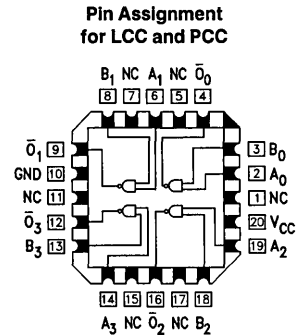 Pin Assignment
for LCC and PCC
B₁ NC A₁ NC Ō₀
8 7 6 5 4
Ō₁ 9
GND 10
NC 11
Ō₃ 12
B₃ 13
3 B₀
2 A₀
1 NC
20 V_CC
19 A₂
14 15 16 17 18
A₃ NC Ō₂ NC B₂